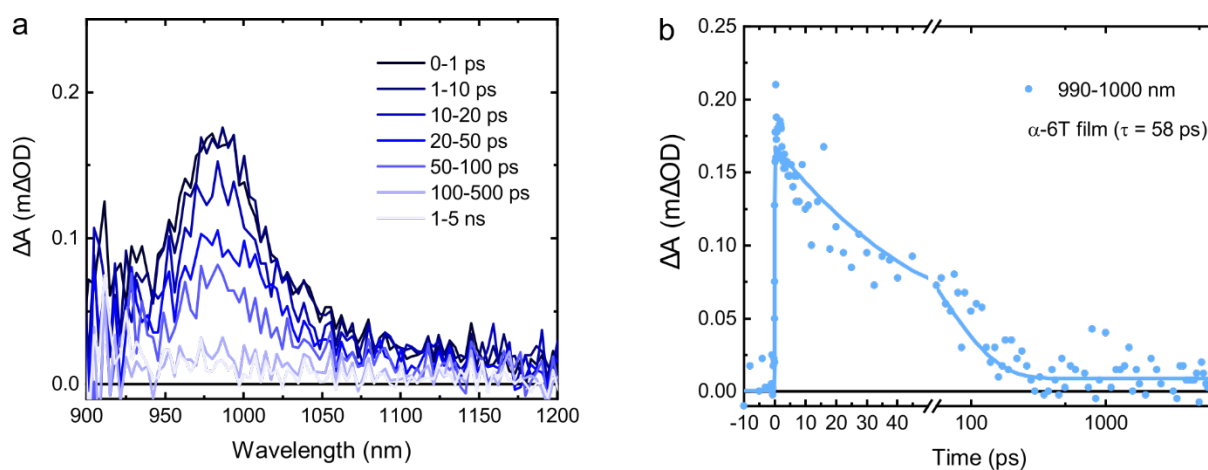 a
ΔA (mΔOD)
0.2
0.1
0.0
900 950 1000 1050 1100 1150 1200
Wavelength (nm)
0-1 ps
1-10 ps
10-20 ps
20-50 ps
50-100 ps
100-500 ps
1-5 ns
b
ΔA (mΔOD)
0.25
0.20
0.15
0.10
0.05
0.00
-10 0 10 20 30 40 100 1000
Time (ps)
990-1000 nm
α-6T film (τ = 58 ps)